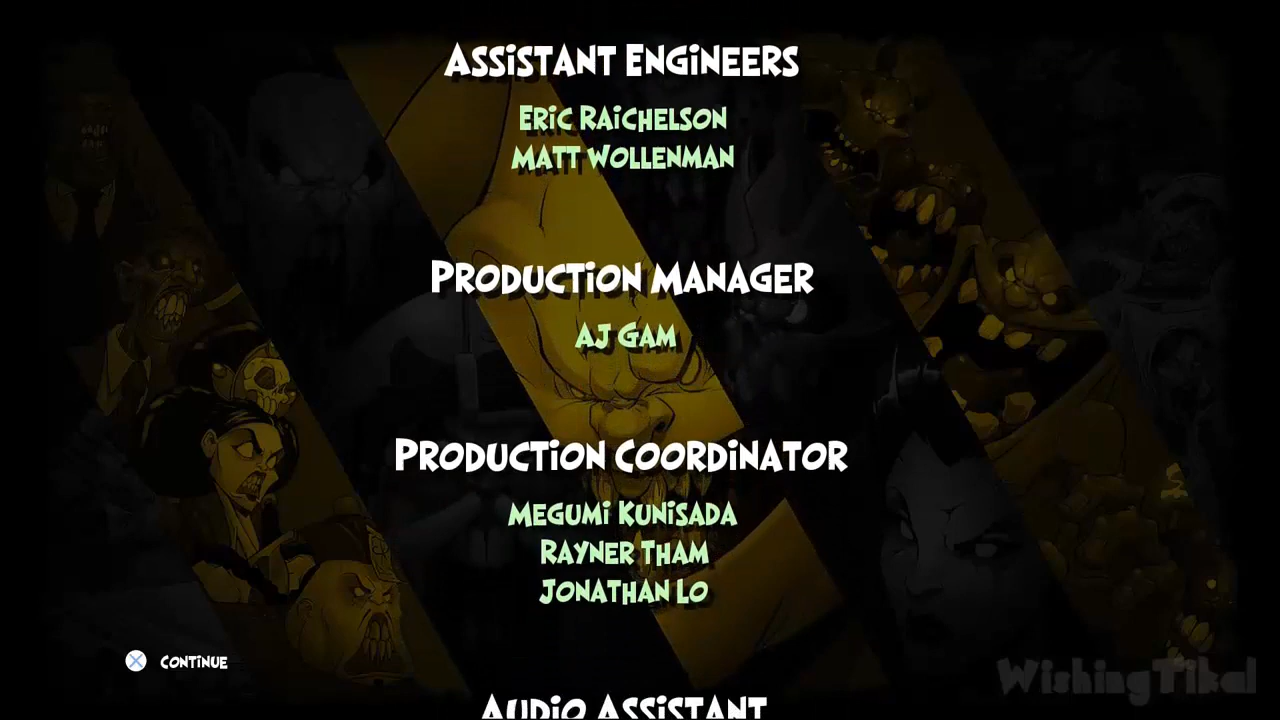 Assistant Engineers
Eric Raichelson
Matt Wollenman
Production Manager
AJ Gam
Production Coordinator
Megumi Kunisada
Rayner Tham
Jonathan Lo
Continue
WishingTikal
Audio Assistant